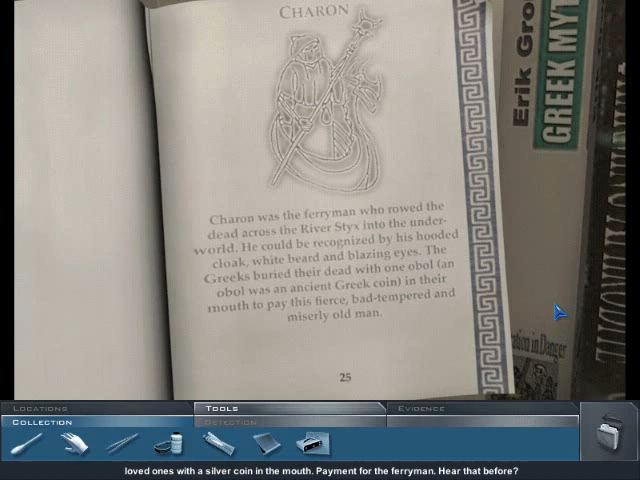 CHARON
Charon was the ferryman who rowed the
dead across the River Styx into the under-
world. He could be recognized by his hooded
cloak, white beard and blazing eyes. The
Greeks buried their dead with one obol (an
obol was an ancient Greek coin) in their
mouth to pay this fierce, bad-tempered and
miserly old man.
25
Erik Gro
GREEK MYT
in Danger
LOCATIONS
TOOLS
EVIDENCE
COLLECTION
DETECTION
loved ones with a silver coin in the mouth. Payment for the ferryman. Hear that before?